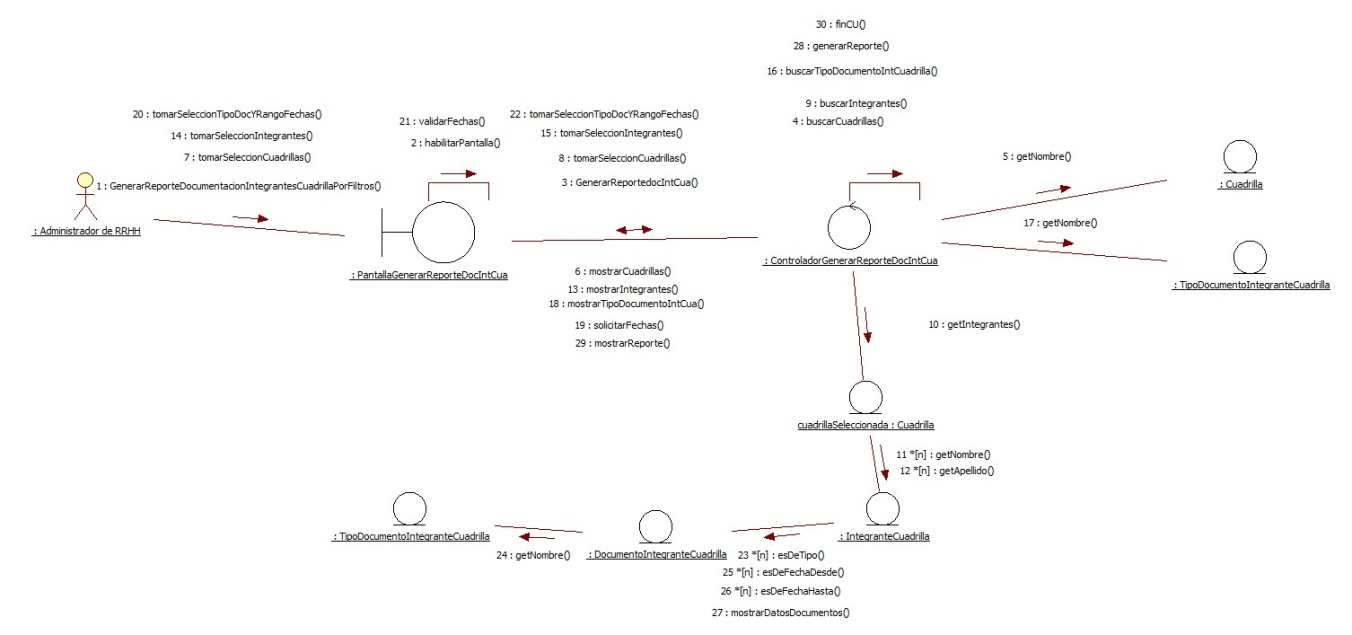 30 : finCU()
28 : generarReporte()
16 : buscarTipoDocumentoIntCuadrilla()
9 : buscarIntegrantes()
4 : buscarCuadrillas()
20 : tomarSeleccionTipoDocYRangoFechas()
14 : tomarSeleccionIntegrantes()
7 : tomarSeleccionCuadrillas()
1 : GenerarReporteDocumentacionIntegrantesCuadrillaPorFiltros()
21 : validarFechas()
2 : habilitarPantalla()
22 : tomarSeleccionTipoDocYRangoFechas()
15 : tomarSeleccionIntegrantes()
8 : tomarSeleccionCuadrillas()
3 : GenerarReportedocIntCua()
5 : getNombre()
: Cuadrilla
17 : getNombre()
: Administrador de RRHH
: PantallaGenerarReporteDocIntCua
: ControladorGenerarReporteDocIntCua
: TipoDocumentoIntegranteCuadrilla
6 : mostrarCuadrillas()
13 : mostrarIntegrantes()
18 : mostrarTipoDocumentoIntCua()
19 : solicitarFechas()
29 : mostrarReporte()
10 : getIntegrantes()
cuadrillaSeleccionada : Cuadrilla
11 *[n] : getNombre()
12 *[n] : getApellido()
: TipoDocumentoIntegranteCuadrilla
: IntegranteCuadrilla
24 : getNombre()
: DocumentoIntegranteCuadrilla
23 *[n] : esDeTipo()
25 *[n] : esDeFechaDesde()
26 *[n] : esDeFechaHasta()
27 : mostrarDatosDocumentos()